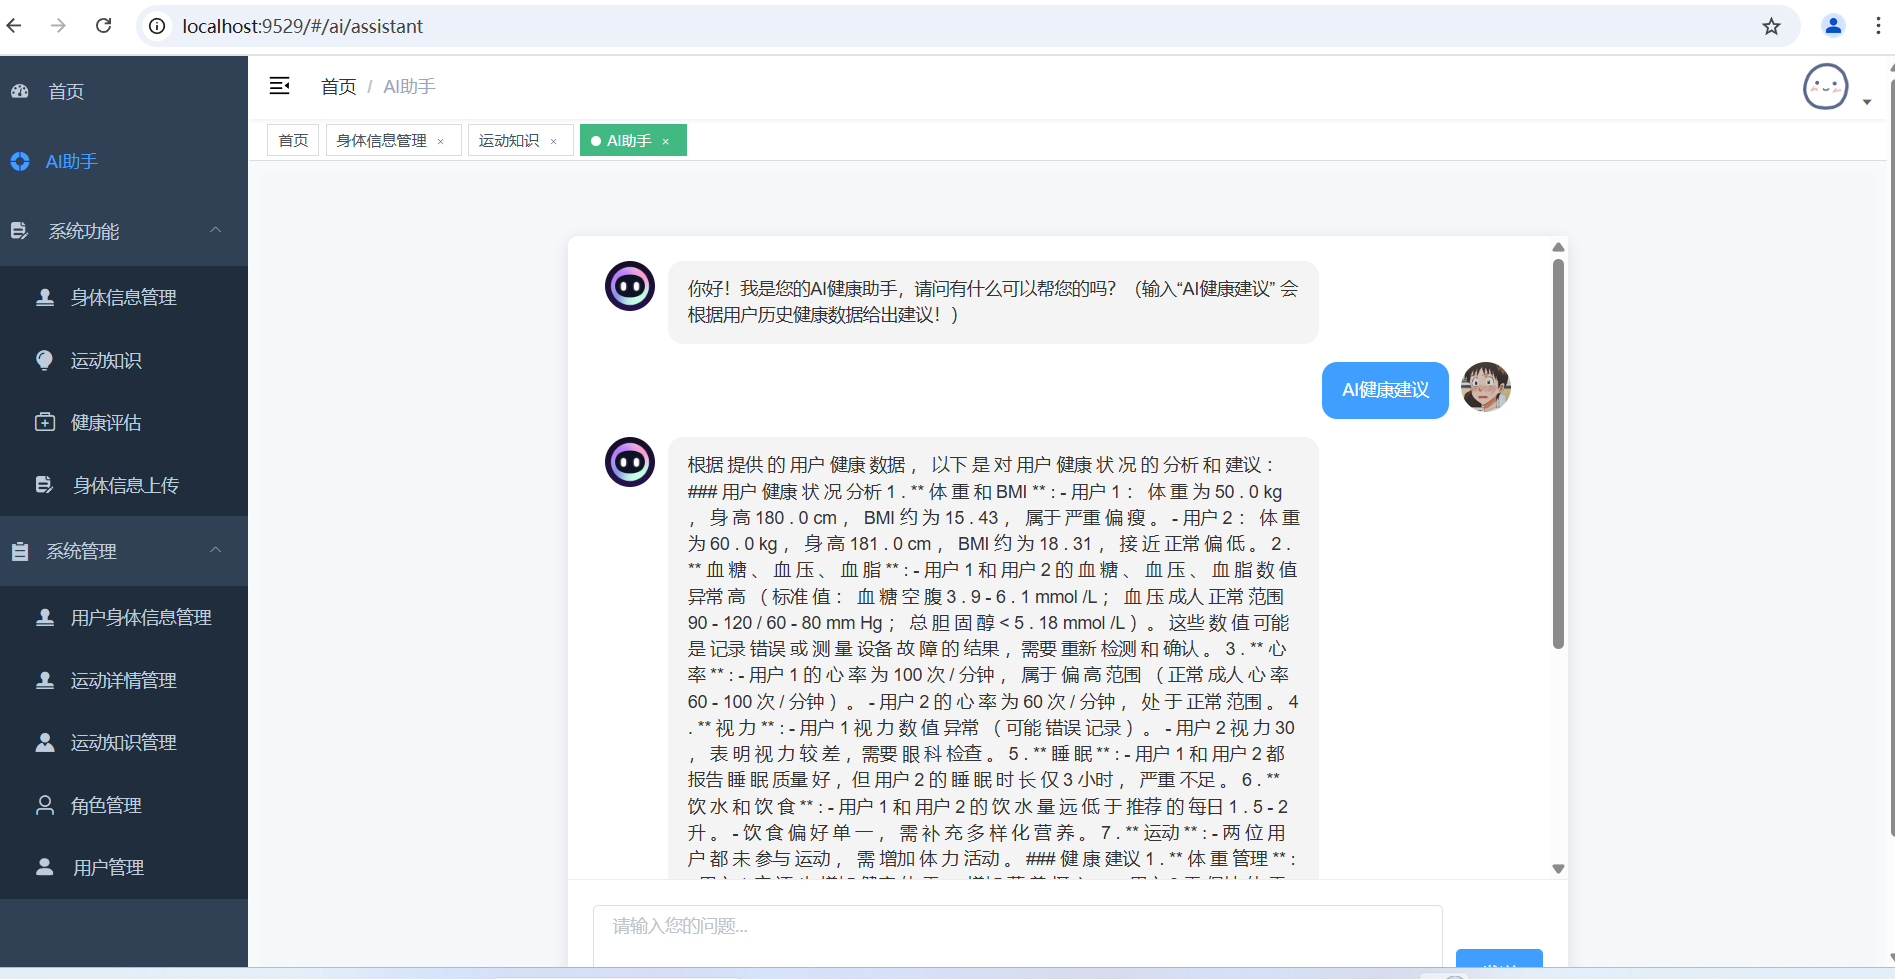 localhost:9529/#/ai/assistant
首页
AI助手
系统功能
身体信息管理
运动知识
健康评估
身体信息上传
系统管理
用户身体信息管理
运动详情管理
运动知识管理
角色管理
用户管理
首页 / AI助手
首页 身体信息管理 × 运动知识 × AI助手 ×
你好！我是您的AI健康助手，请问有什么可以帮您的吗？（输入“AI健康建议” 会
根据用户历史健康数据给出建议！）
AI健康建议
根据 提供 的 用户 健康 数据 ， 以下 是 对 用户 健康 状 况 的 分析 和 建议 ：
### 用户 健康 状 况 分析 1 . ** 体 重 和 BMI ** : - 用户 1 ： 体 重 为 50 . 0 kg
， 身 高 180 . 0 cm ， BMI 约 为 15 . 43 ， 属于 严重 偏 瘦 。 - 用户 2 ： 体 重
为 60 . 0 kg ， 身 高 181 . 0 cm ， BMI 约 为 18 . 31 ， 接 近 正常 偏 低 。 2 .
** 血 糖 、 血 压 、 血 脂 ** : - 用户 1 和 用户 2 的 血 糖 、 血 压 、 血 脂 数 值
异常 高 （ 标准 值 ： 血 糖 空 腹 3 . 9 - 6 . 1 mmol /L ； 血 压 成人 正常 范围
90 - 120 / 60 - 80 mm Hg ； 总 胆 固 醇 < 5 . 18 mmol /L ） 。 这些 数 值 可能
是 记录 错误 或 测 量 设备 故 障 的 结果 ，需要 重新 检测 和 确认 。 3 . ** 心
率 ** : - 用户 1 的 心 率 为 100 次 / 分钟 ， 属于 偏 高 范围 （ 正常 成人 心 率
60 - 100 次 / 分钟 ） 。 - 用户 2 的 心 率 为 60 次 / 分钟 ， 处 于 正常 范围 。 4
. ** 视 力 ** : - 用户 1 视 力 数 值 异常 （ 可能 错误 记录 ） 。 - 用户 2 视 力 30
， 表 明 视 力 较 差 ，需要 眼 科 检查 。 5 . ** 睡 眠 ** : - 用户 1 和 用户 2 都
报告 睡 眠 质量 好 ，但 用户 2 的 睡 眠 时 长 仅 3 小时 ， 严重 不足 。 6 . **
饮 水 和 饮 食 ** : - 用户 1 和 用户 2 的 饮 水 量 远 低 于 推荐 的 每日 1 . 5 - 2
升 。 - 饮 食 偏 好 单 一 ， 需 补 充 多样 化 营 养 。 7 . ** 运动 ** : - 两 位 用
户 都 未 参与 运动 ， 需 增加 体 力 活动 。 ### 健 康 建议 1 . ** 体 重 管理 ** :
请输入您的问题...